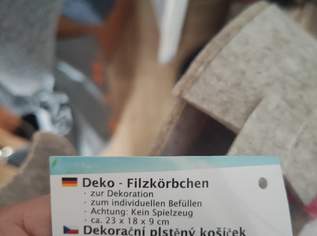 Deko - Filzkörbchen
· zur Dekoration
· zum individuellen Befüllen
· Achtung: Kein Spielzeug
· ca. 23 x 18 x 9 cm
Dekorační plstěný košíček